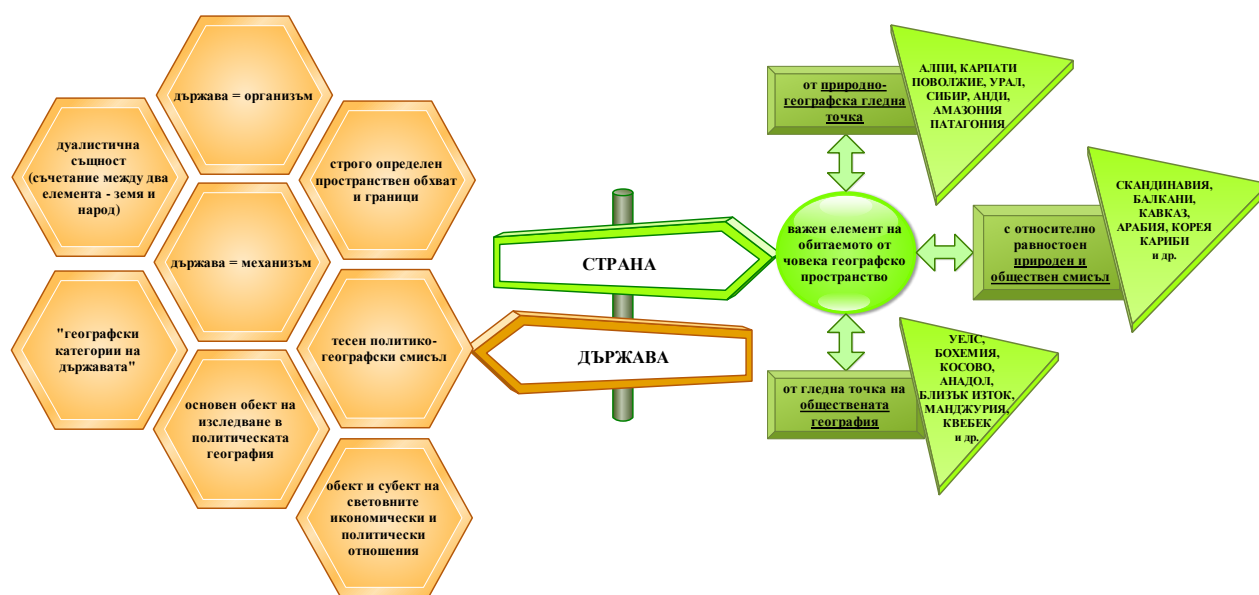 държава = организъм
дуалистична
същност
(съчетание между два
елемента - земя и
народ)
строго определен
пространствен обхват
и граници
държава = механизъм
"географски
категории на
държавата"
тесен политико-
географски смисъл
основен обект на
изследване в
политическата
география
обект и субект на
световните
икономически и
политически
отношения
СТРАНА
ДЪРЖАВА
важен елемент на
обитаемото от
човека географско
пространство
от природно-
географска гледна
точка
АЛПИ, КАРПАТИ
ПОВОЛЖИЕ, УРАЛ,
СИБИР, АНДИ,
АМАЗОНИЯ
ПАТАГОНИЯ
с относително
равностоен
природен и
обществен смисъл
СКАНДИНАВИЯ,
БАЛКАНИ,
КАВКАЗ,
АРАБИЯ, КОРЕЯ
КАРИБИ
и др.
от гледна точка на
обществената
география
УЕЛС,
БОХЕМИЯ,
КОСОВО,
АНАДОЛ,
БЛИЗЪК ИЗТОК,
МАНДЖУРИЯ,
КВЕБЕК
и др.